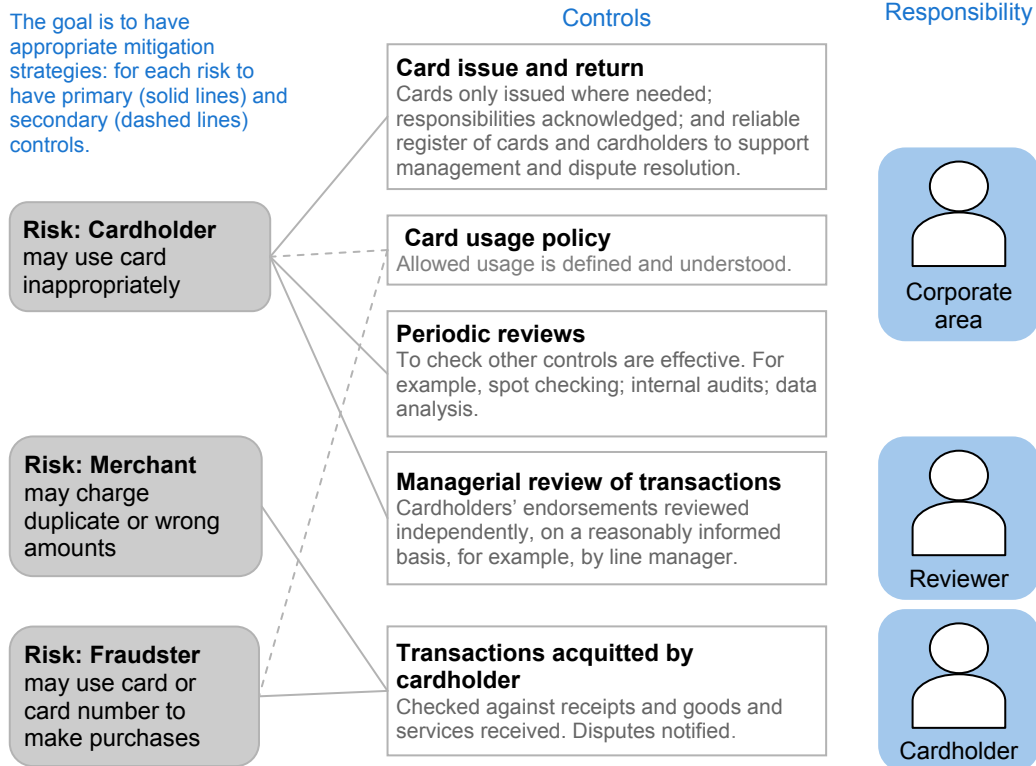 The goal is to have
appropriate mitigation
strategies: for each risk to
have primary (solid lines) and
secondary (dashed lines)
controls.
Controls
Responsibility
Risk: Cardholder
may use card
inappropriately
Risk: Merchant
may charge
duplicate or wrong
amounts
Risk: Fraudster
may use card or
card number to
make purchases
Card issue and return
Cards only issued where needed;
responsibilities acknowledged; and reliable
register of cards and cardholders to support
management and dispute resolution.
Card usage policy
Allowed usage is defined and understood.
Periodic reviews
To check other controls are effective. For
example, spot checking; internal audits; data
analysis.
Managerial review of transactions
Cardholders’ endorsements reviewed
independently, on a reasonably informed
basis, for example, by line manager.
Transactions acquitted by
cardholder
Checked against receipts and goods and
services received. Disputes notified.
Corporate
area
Reviewer
Cardholder